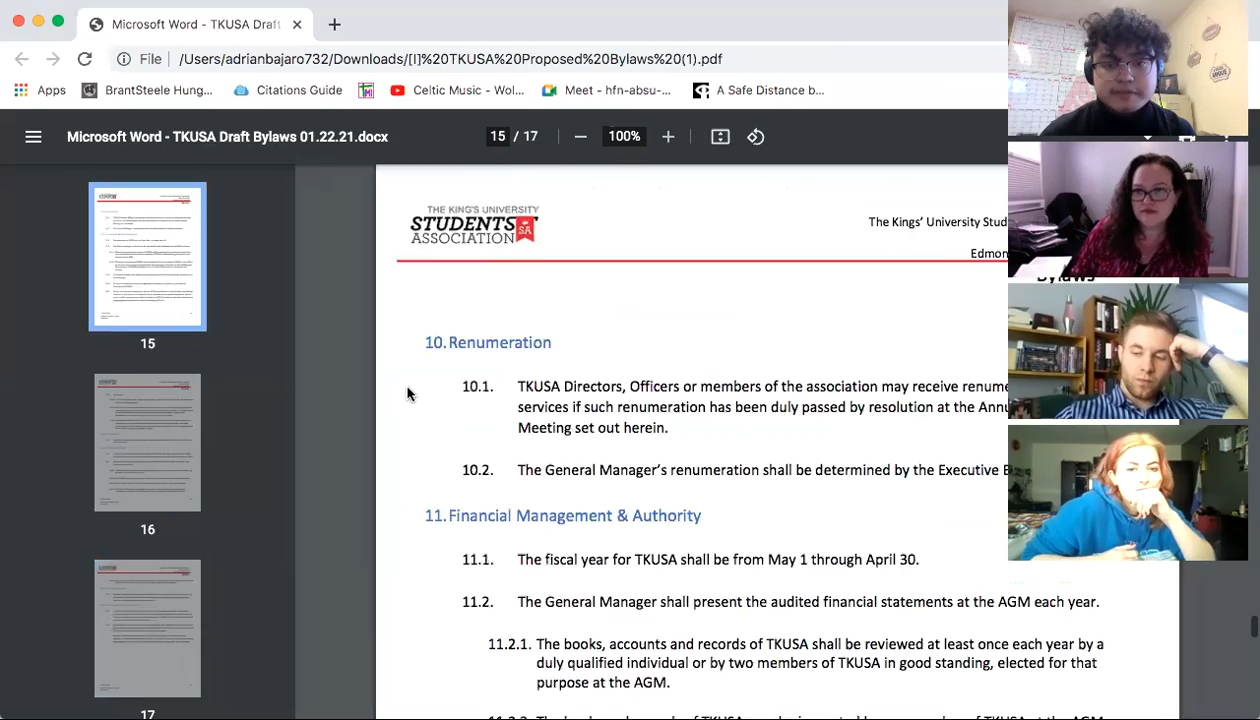 Microsoft Word - TKUSA Draft
File
/Users/adrianbajaro732/Downloads/[I]%20TKUSA%20Proposed%20Bylaws%20(1).pdf
Apps
BrantSteele Hung...
Citations Guide
Celtic Music - Wol...
Meet - hfn-absu-...
A Safe Distance b...
Microsoft Word - TKUSA Draft Bylaws 01.22.21.docx
15 / 17
100%
15
16
17
THE KING'S UNIVERSITY
STUDENTS'
ASSOCIATION
SA
The Kings' University
Bylaws
10. Renumeration
10.1. TKUSA Directors, Officers or members of the association may receive
services if such renumeration has been duly passed by resolution at the
Meeting set out herein.
10.2. The General Manager's renumeration shall be determined by the Executive
11. Financial Management & Authority
11.1. The fiscal year for TKUSA shall be from May 1 through April 30.
11.2. The General Manager shall present the audited financial statements at the AGM each year.
11.2.1. The books, accounts and records of TKUSA shall be reviewed at least once each year by a
duly qualified individual or by two members of TKUSA in good standing, elected for that
purpose at the AGM.